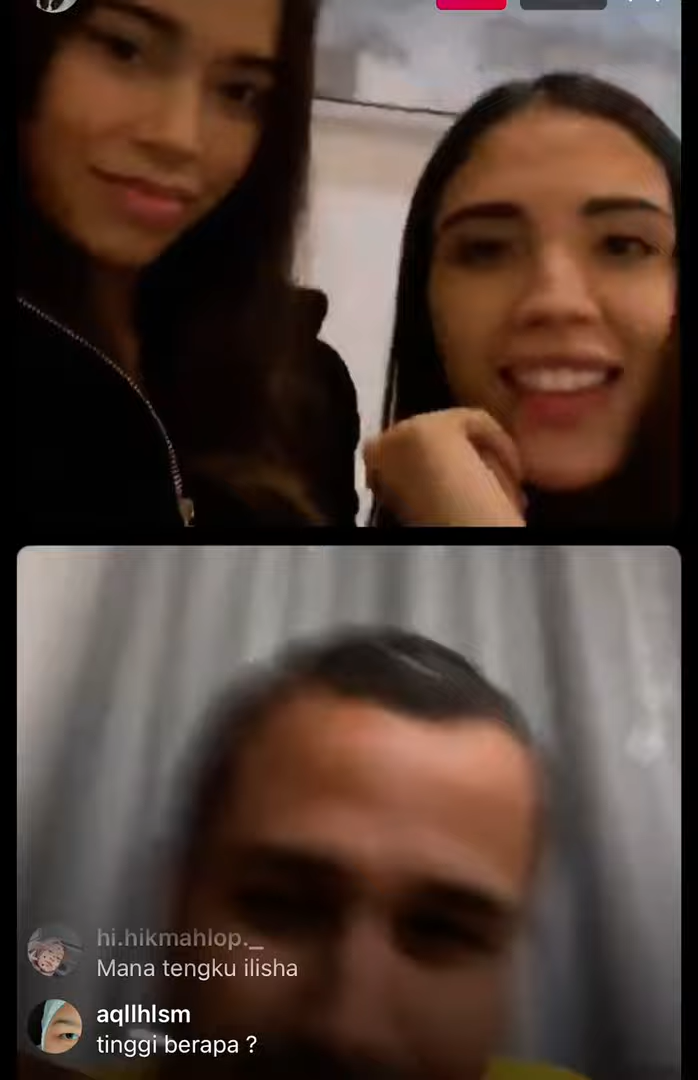 hi.hikmahlop._
Mana tengku ilisha
aqllhlsm
tinggi berapa ?